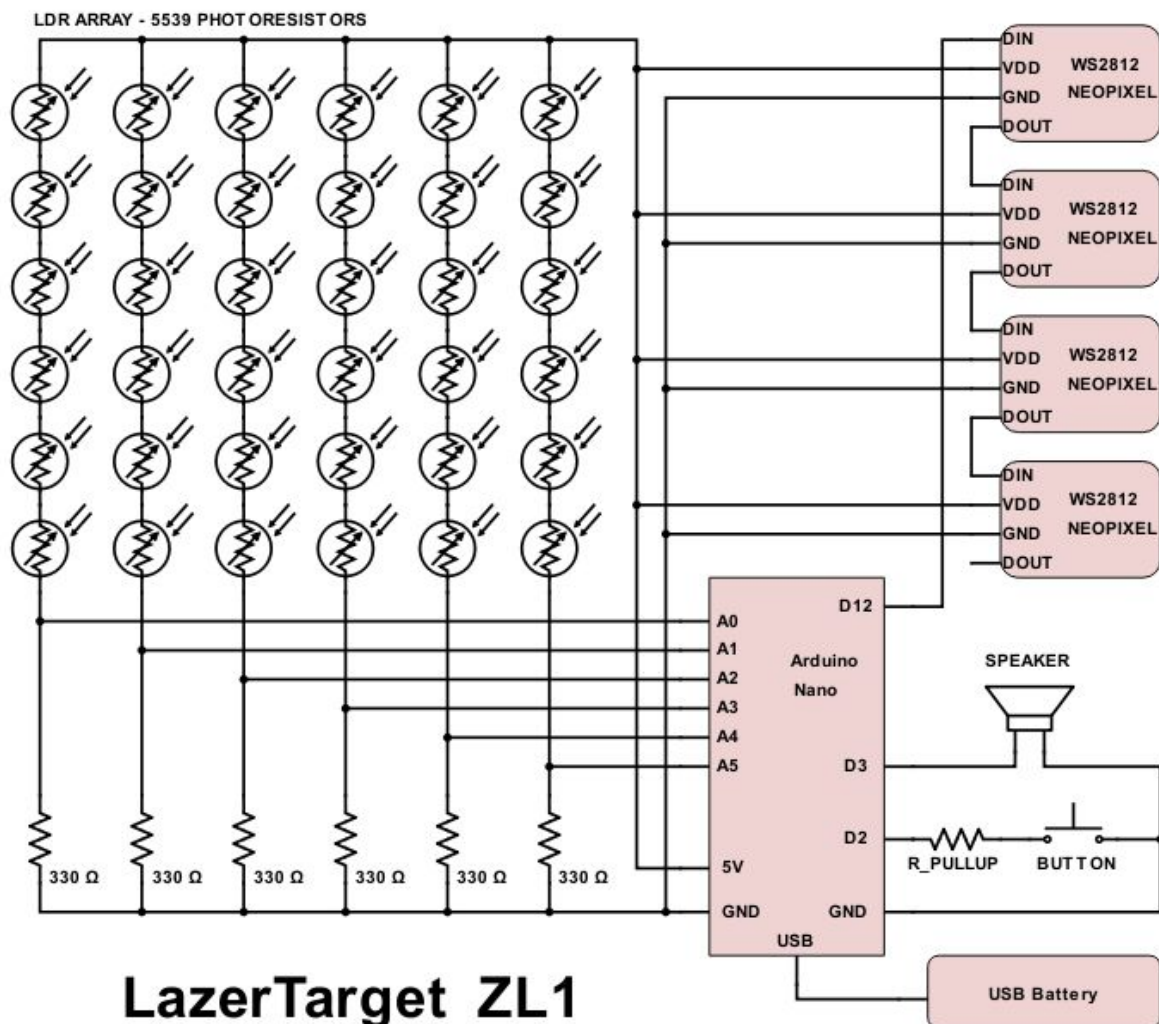 LDR ARRAY - 5539 PHOTORESISTORS
DIN
VDD
GND
DOUT
WS2812
NEOPIXEL
DIN
VDD
GND
DOUT
WS2812
NEOPIXEL
DIN
VDD
GND
DOUT
WS2812
NEOPIXEL
DIN
VDD
GND
DOUT
WS2812
NEOPIXEL
A0
A1
A2
A3
A4
A5
5V
GND
Arduino
Nano
D12
D3
D2
GND
USB
SPEAKER
R_PULLUP
BUTTON
330 Ω
330 Ω
330 Ω
330 Ω
330 Ω
330 Ω
LazerTarget ZL1
USB Battery